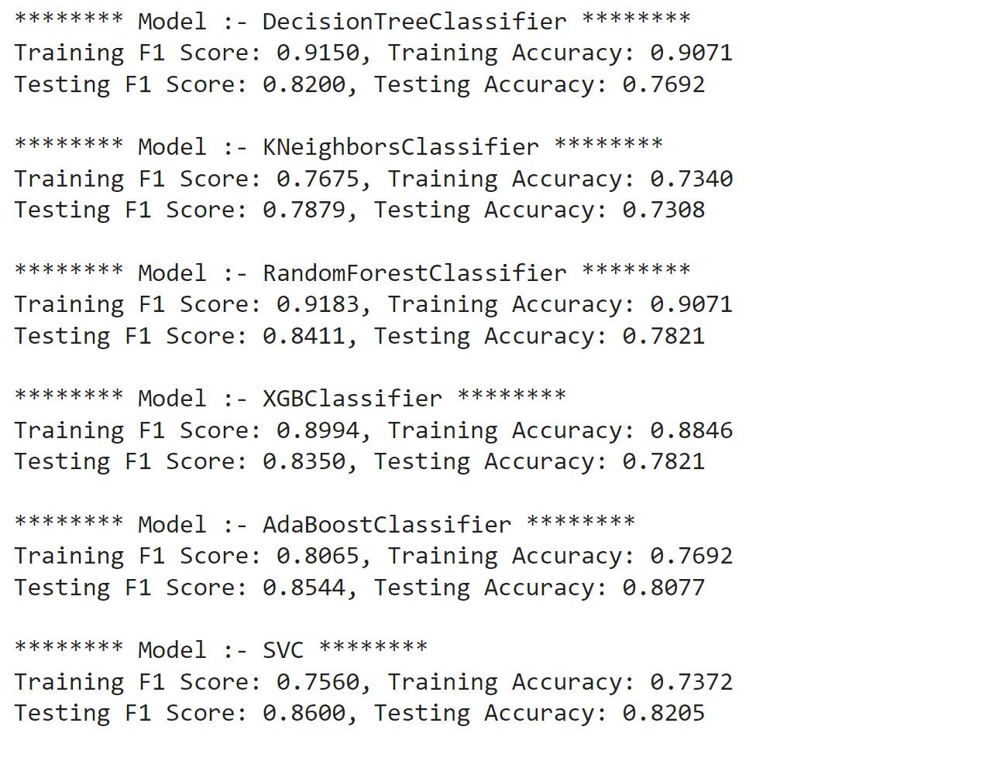 ******** Model :- DecisionTreeClassifier ********
Training F1 Score: 0.9150, Training Accuracy: 0.9071
Testing F1 Score: 0.8200, Testing Accuracy: 0.7692
******** Model :- KNeighborsClassifier ********
Training F1 Score: 0.7675, Training Accuracy: 0.7340
Testing F1 Score: 0.7879, Testing Accuracy: 0.7308
******** Model :- RandomForestClassifier ********
Training F1 Score: 0.9183, Training Accuracy: 0.9071
Testing F1 Score: 0.8411, Testing Accuracy: 0.7821
******** Model :- XGBClassifier ********
Training F1 Score: 0.8994, Training Accuracy: 0.8846
Testing F1 Score: 0.8350, Testing Accuracy: 0.7821
******** Model :- AdaBoostClassifier ********
Training F1 Score: 0.8065, Training Accuracy: 0.7692
Testing F1 Score: 0.8544, Testing Accuracy: 0.8077
******** Model :- SVC ********
Training F1 Score: 0.7560, Training Accuracy: 0.7372
Testing F1 Score: 0.8600, Testing Accuracy: 0.8205